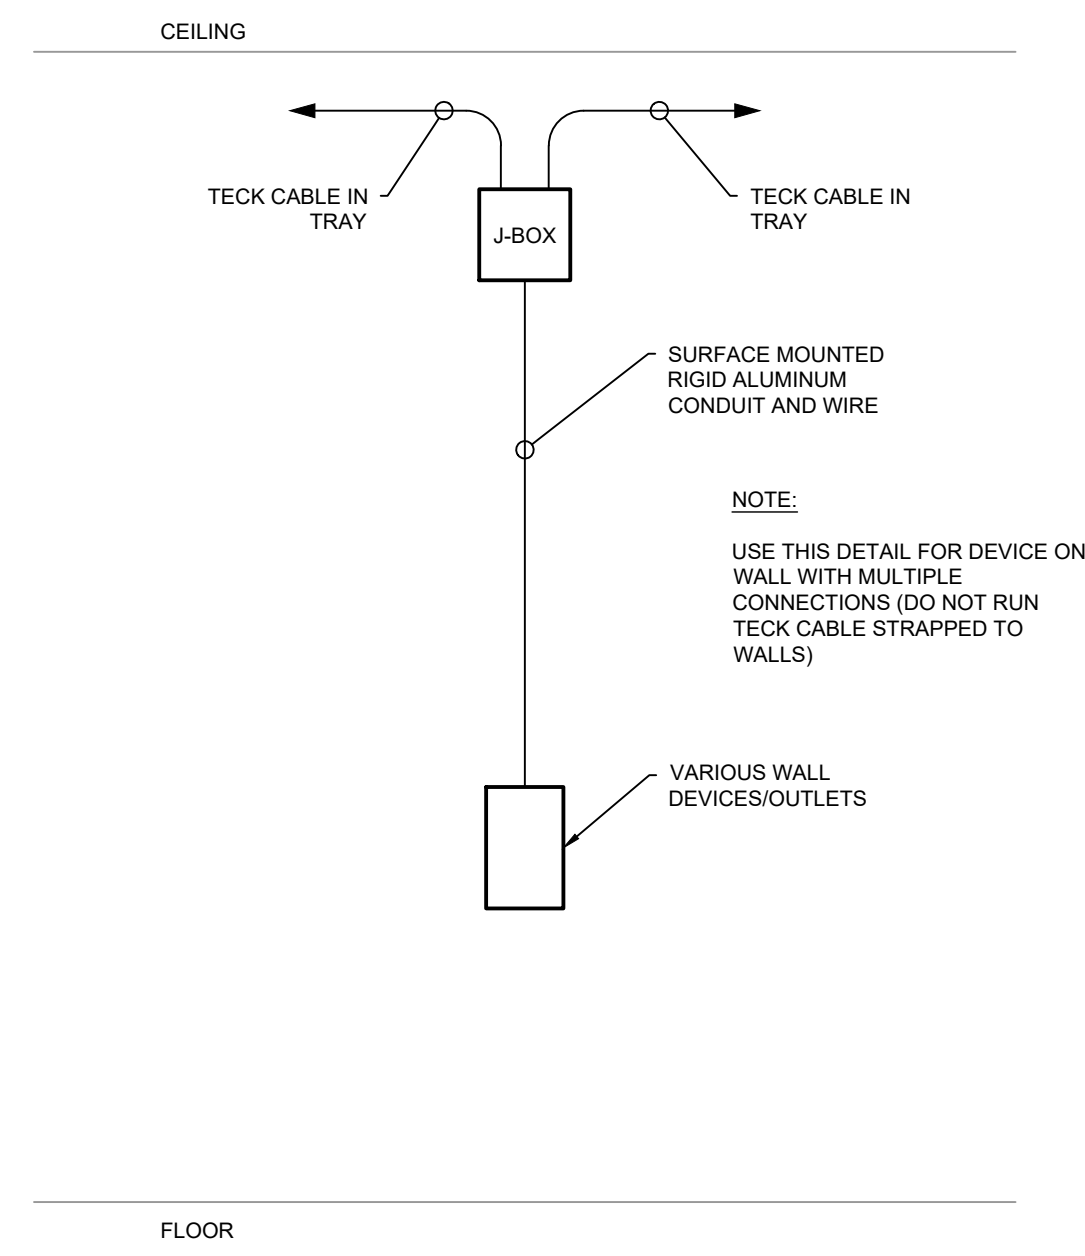 CEILING
TECK CABLE IN
TRAY
TECK CABLE IN
TRAY
J-BOX
SURFACE MOUNTED
RIGID ALUMINUM
CONDUIT AND WIRE
NOTE:
USE THIS DETAIL FOR DEVICE ON
WALL WITH MULTIPLE
CONNECTIONS (DO NOT RUN
TECK CABLE STRAPPED TO
WALLS)
VARIOUS WALL
DEVICES/OUTLETS
FLOOR